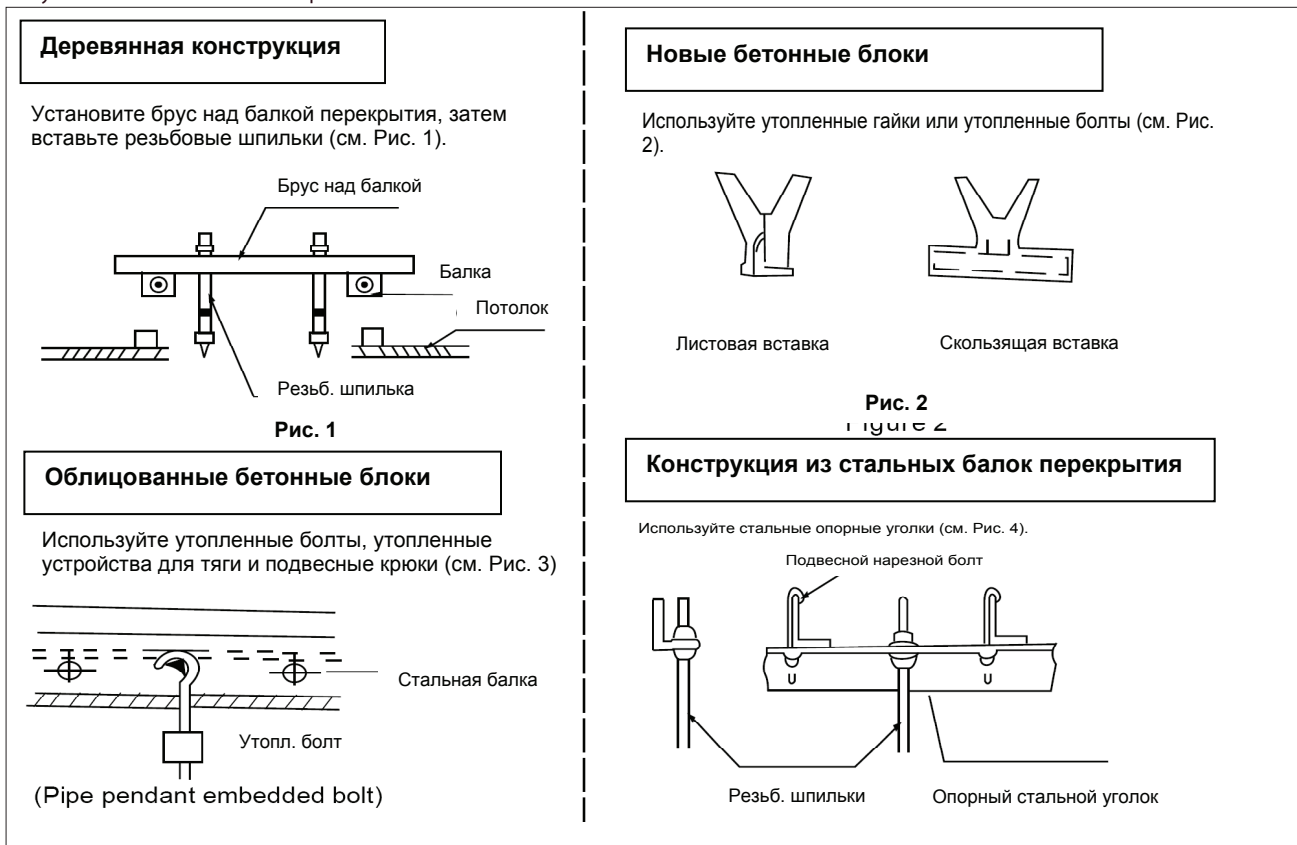 Деревянная конструкция
Установите брус над балкой перекрытия, затем
вставьте резьбовые шпильки (см. Рис. 1).
Брус над балкой
Балка
Потолок
Резьб. шпилька
Рис. 1
Облицованные бетонные блоки
Используйте утопленные болты, утопленные
устройства для тяги и подвесные крюки (см. Рис. 3)
Стальная балка
Утопл. болт
(Pipe pendant embedded bolt)
Новые бетонные блоки
Используйте утопленные гайки или утопленные болты (см. Рис.
2).
Листовая вставка
Скользящая вставка
Рис. 2
Figure 2
Конструкция из стальных балок перекрытия
Используйте стальные опорные уголки (см. Рис. 4).
Подвесной нарезной болт
Резьб. шпильки
Опорный стальной уголок